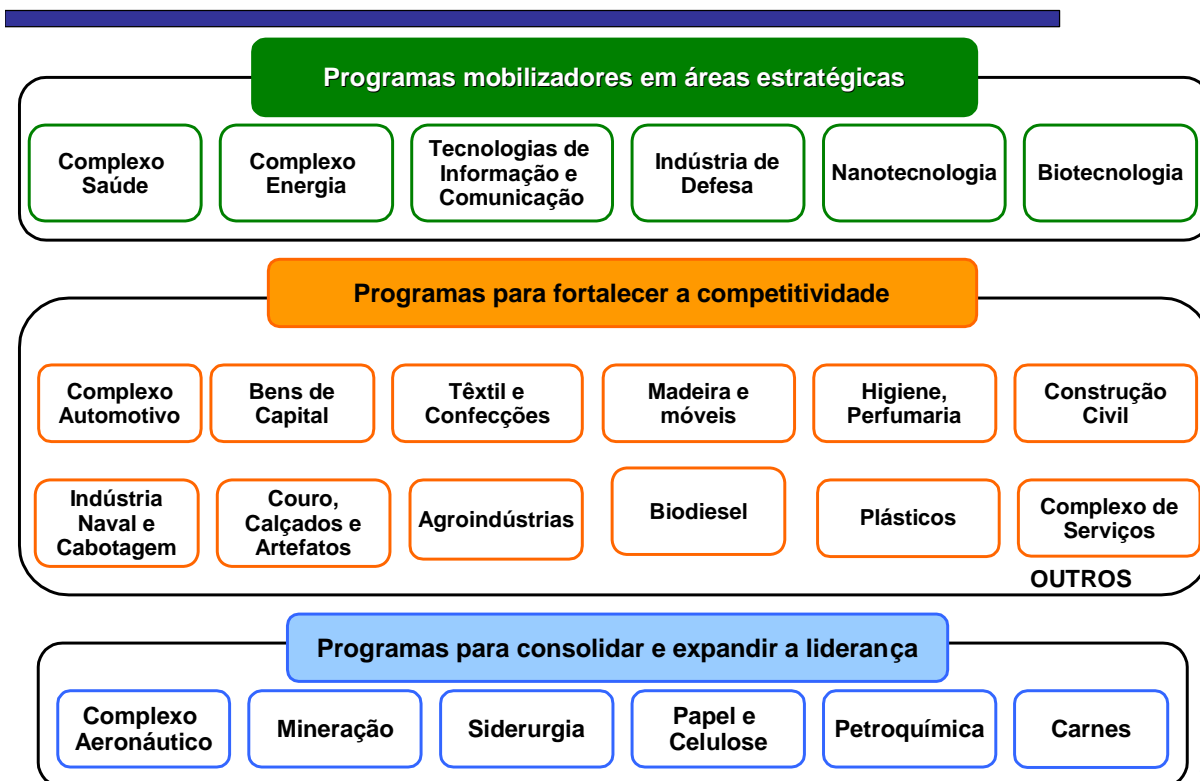 Programas mobilizadores em áreas estratégicas
Complexo
Saúde
Complexo
Energia
Tecnologias de
Informação e
Comunicação
Indústria de
Defesa
Nanotecnologia
Biotecnologia
Programas para fortalecer a competitividade
Complexo
Automotivo
Bens de
Capital
Têxtil e
Confecções
Madeira e
móveis
Higiene,
Perfumaria
Construção
Civil
Indústria
Naval e
Cabotagem
Couro,
Calçados e
Artefatos
Agroindústrias
Biodiesel
Plásticos
Complexo de
Serviços
OUTROS
Programas para consolidar e expandir a liderança
Complexo
Aeronáutico
Mineração
Siderurgia
Papel e
Celulose
Petroquímica
Carnes